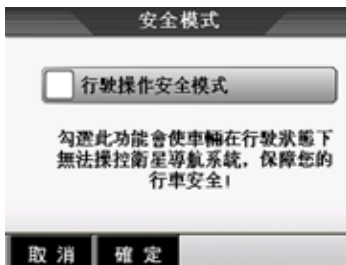 安全模式
行駛操作安全模式
勾選此功能會使車輛在行駛狀態下
無法操控衛星導航系統，保障您的
行車安全!
取消 確定